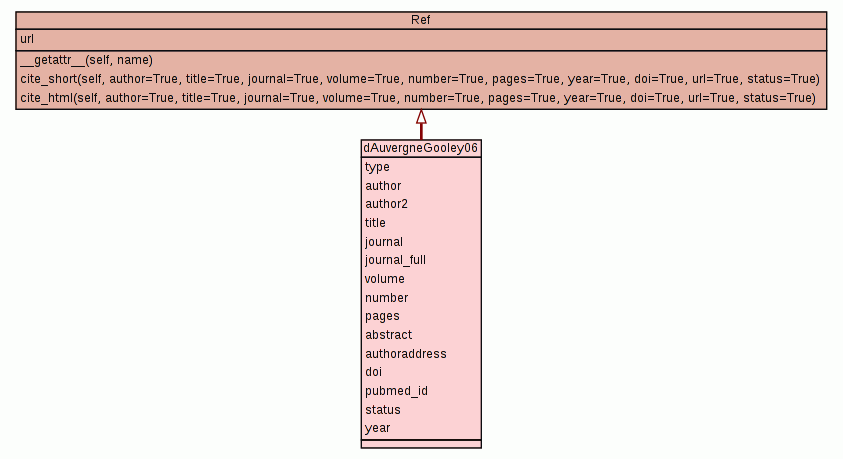 Ref
url
__getattr__(self, name)
cite_short(self, author=True, title=True, journal=True, volume=True, number=True, pages=True, year=True, doi=True, url=True, status=True)
cite_html(self, author=True, title=True, journal=True, volume=True, number=True, pages=True, year=True, doi=True, url=True, status=True)
dAuvergneGooley06
type
author
author2
title
journal
journal_full
volume
number
pages
abstract
authoraddress
doi
pubmed_id
status
year